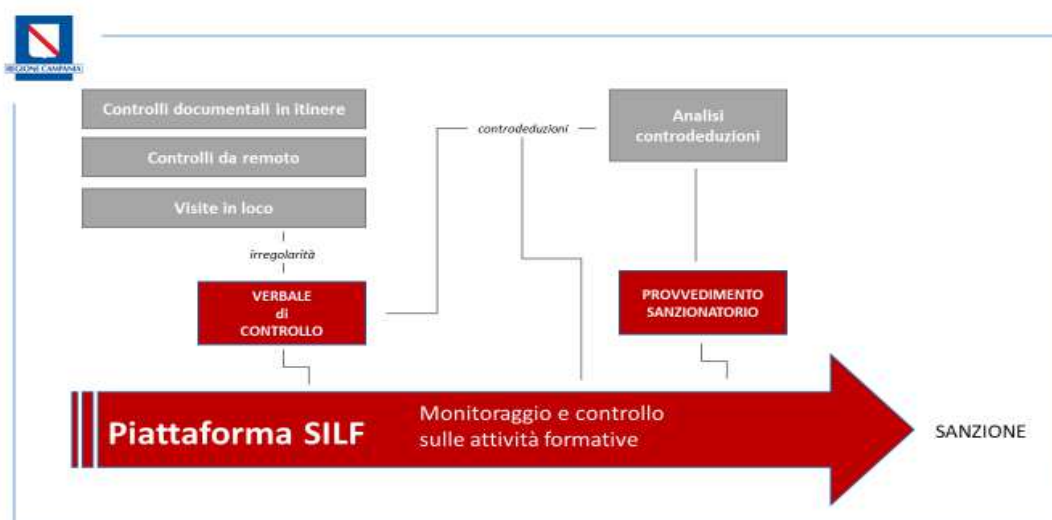 REGIONE CAMPANIA
Controlli documentali in itinere
Controlli da remoto
Visite in loco
irregolarità
VERBALE
di
CONTROLLO
controdeduzioni
Analisi
controdeduzioni
PROVVEDIMENTO
SANZIONATORIO
Piattaforma SILF
Monitoraggio e controllo
sulle attività formative
SANZIONE